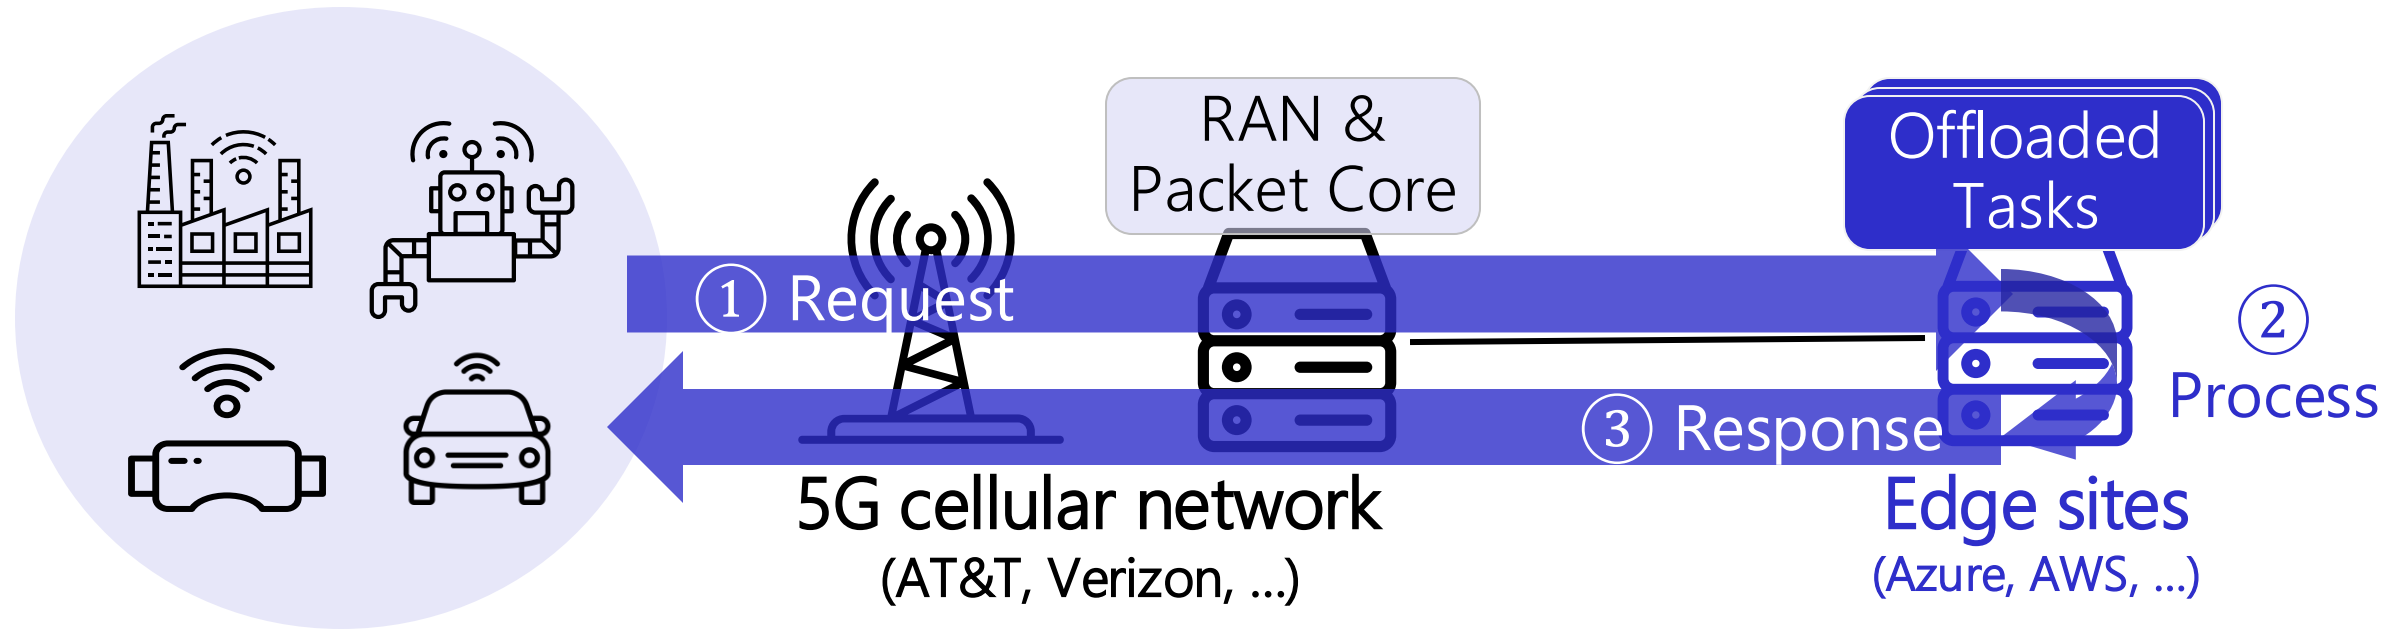 RAN &
Packet Core
Offloaded
Tasks
① Request
② 
Process
③ Response
5G cellular network
(AT&T, Verizon, ...)
Edge sites
(Azure, AWS, ...)